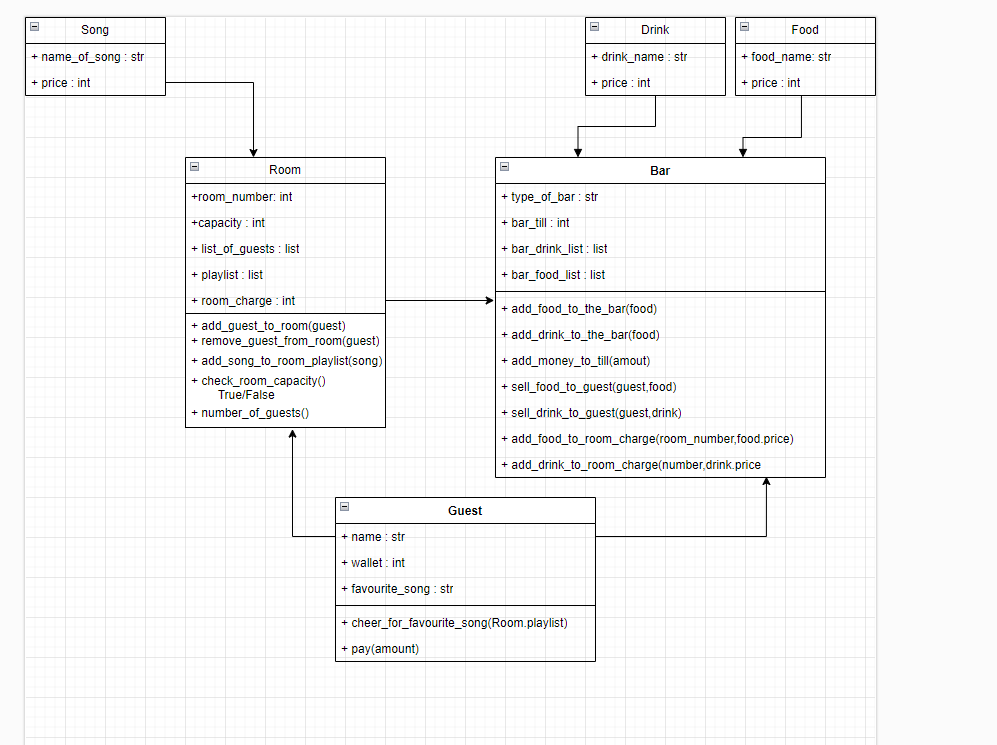 Song
+ name_of_song : str
+ price : int
Drink
+ drink_name : str
+ price : int
Food
+ food_name: str
+ price : int
Room
+room_number: int
+capacity : int
+ list_of_guests : list
+ playlist : list
+ room_charge : int
+ add_guest_to_room(guest)
+ remove_guest_from_room(guest)
+ add_song_to_room_playlist(song)
+ check_room_capacity()
True/False
+ number_of_guests()
Bar
+ type_of_bar : str
+ bar_till : int
+ bar_drink_list : list
+ bar_food_list : list
+ add_food_to_the_bar(food)
+ add_drink_to_the_bar(food)
+ add_money_to_till(amout)
+ sell_food_to_guest(guest,food)
+ sell_drink_to_guest(guest,drink)
+ add_food_to_room_charge(room_number,food.price)
+ add_drink_to_room_charge(number,drink.price
Guest
+ name : str
+ wallet : int
+ favourite_song : str
+ cheer_for_favourite_song(Room.playlist)
+ pay(amount)